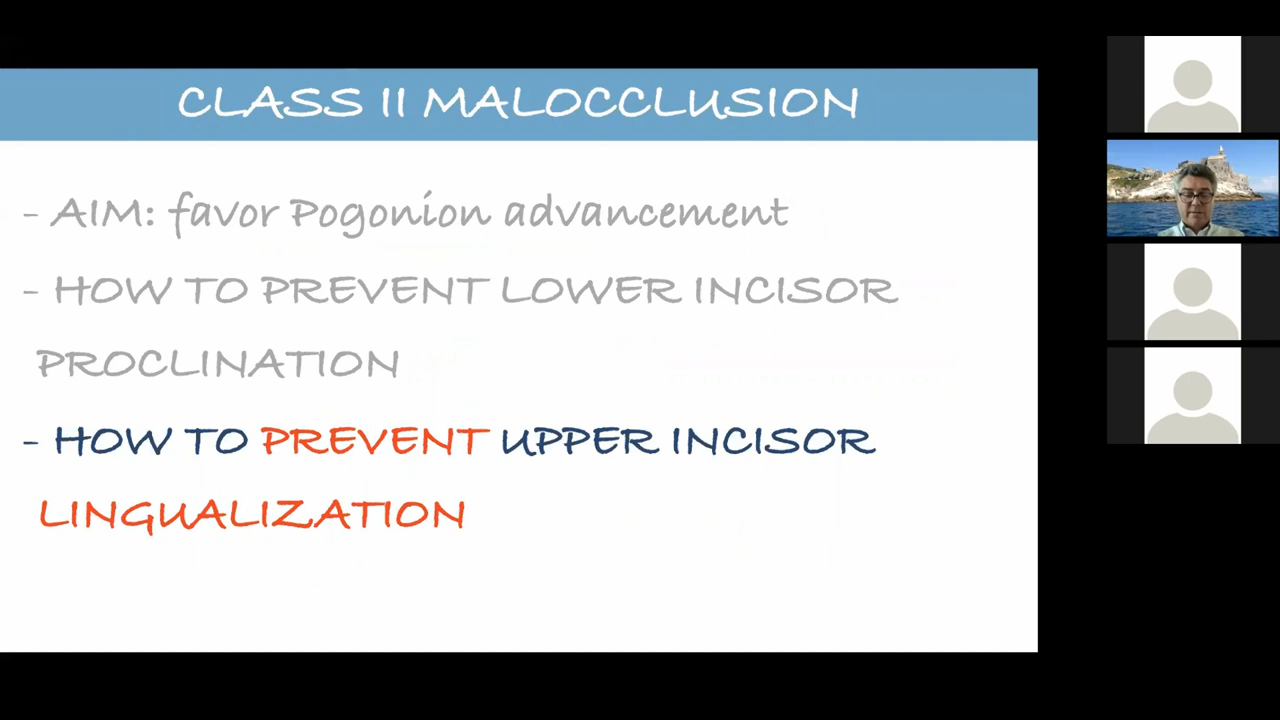 CLASS II MALOCCLUSION
- AIM: favor Pogonion advancement
- HOW TO PREVENT LOWER INCISOR
PROCLINATION
- HOW TO PREVENT UPPER INCISOR
LINGUALIZATION